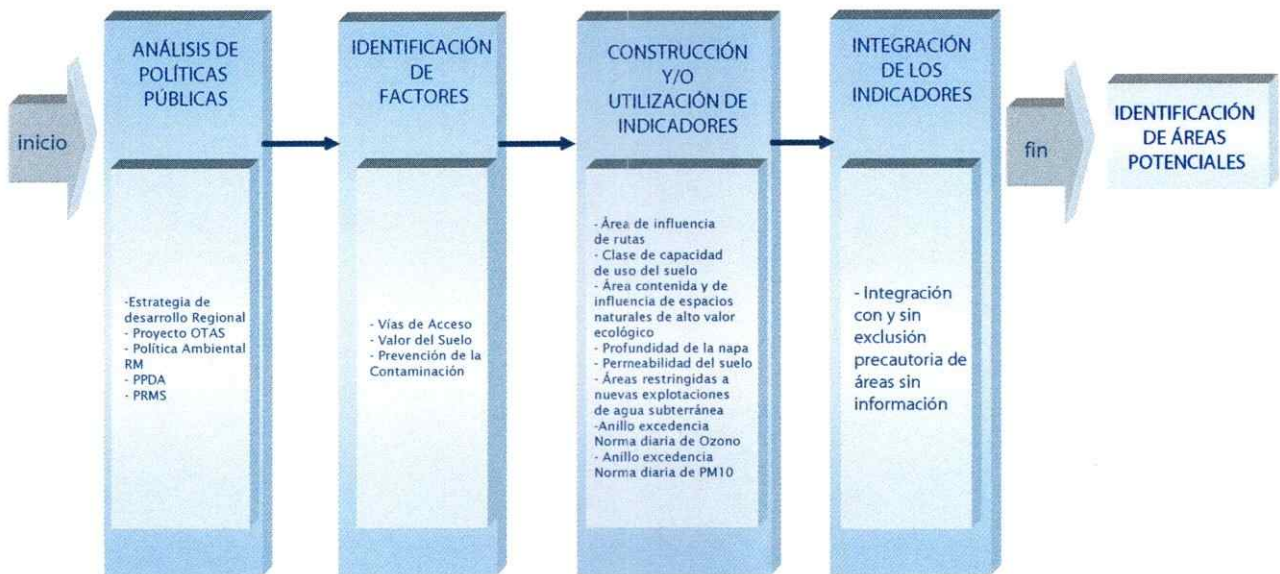 inicio
ANÁLISIS DE
POLÍTICAS
PÚBLICAS
-Estrategia de
desarrollo Regional
- Proyecto OTAS
- Política Ambiental
RM
- PPDA
- PRMS
IDENTIFICACIÓN
DE
FACTORES
- Vías de Acceso
- Valor del Suelo
- Prevención de la
Contaminación
CONSTRUCCIÓN
Y/O
UTILIZACIÓN DE
INDICADORES
- Área de influencia
de rutas
- Clase de capacidad
de uso del suelo
- Área contenida y de
influencia de espacios
naturales de alto valor
ecológico
- Profundidad de la napa
- Permeabilidad del suelo
- Áreas restringidas a
nuevas explotaciones
de agua subterránea
-Anillo excedencia
Norma diaria de Ozono
- Anillo excedencia
Norma diaria de PM10
INTEGRACIÓN
DE LOS
INDICADORES
- Integración
con y sin
exclusión
precautoria de
áreas sin
información
fin
IDENTIFICACIÓN
DE ÁREAS
POTENCIALES